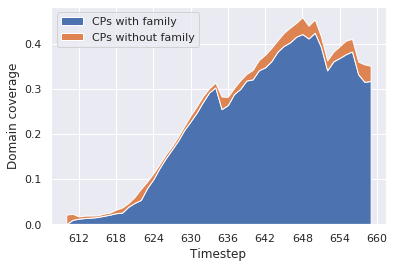 CPs with family
CPs without family
Domain coverage
0.4
0.3
0.2
0.1
0.0
612 618 624 630 636 642 648 654 660
Timestep